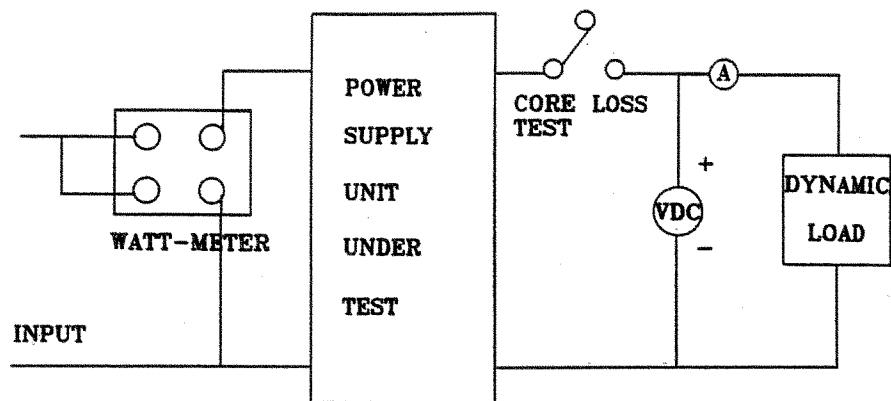 POWER
SUPPLY
UNIT
UNDER
TEST
CORE LOSS
TEST
A
+
VDC
-
DYNAMIC
LOAD
WATT-METER
INPUT